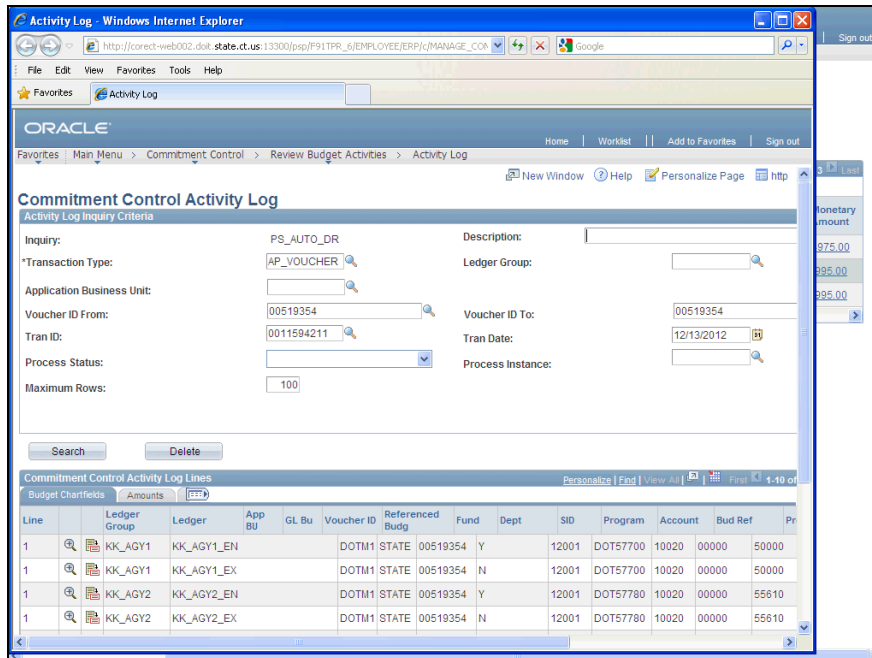 Activity Log - Windows Internet Explorer
http://corect-web002.doit.state.ct.us:13300/psp/F91TPR_6/EMPLOYEE/ERP/c/MANAGE_CON
Google
Sign out
File Edit View Favorites Tools Help
Favorites Activity Log
ORACLE
Home | Worklist || Add to Favorites | Sign out
Favorites Main Menu > Commitment Control > Review Budget Activities > Activity Log
New Window Help Personalize Page http
3 Last
Commitment Control Activity Log
Activity Log Inquiry Criteria
Monetary
Amount
Inquiry: PS_AUTO_DR Description:
975.00
*Transaction Type: AP_VOUCHER Ledger Group:
995.00
Application Business Unit:
995.00
Voucher ID From: 00519354 Voucher ID To: 00519354
Tran ID: 0011594211 Tran Date: 12/13/2012
Process Status: Process Instance:
Maximum Rows: 100
Search Delete
Commitment Control Activity Log Lines Personalize | Find | View All | | First 1-10 of
Budget Chartfields Amounts
Line Ledger Group Ledger App BU GL Bu Voucher ID Referenced Budg Fund Dept SID Program Account Bud Ref Pr
1 KK_AGY1 KK_AGY1_EN DOTM1 STATE 00519354 Y 12001 DOT57700 10020 00000 50000
1 KK_AGY1 KK_AGY1_EX DOTM1 STATE 00519354 N 12001 DOT57700 10020 00000 50000
1 KK_AGY2 KK_AGY2_EN DOTM1 STATE 00519354 Y 12001 DOT57780 10020 00000 55610
1 KK_AGY2 KK_AGY2_EX DOTM1 STATE 00519354 N 12001 DOT57780 10020 00000 55610